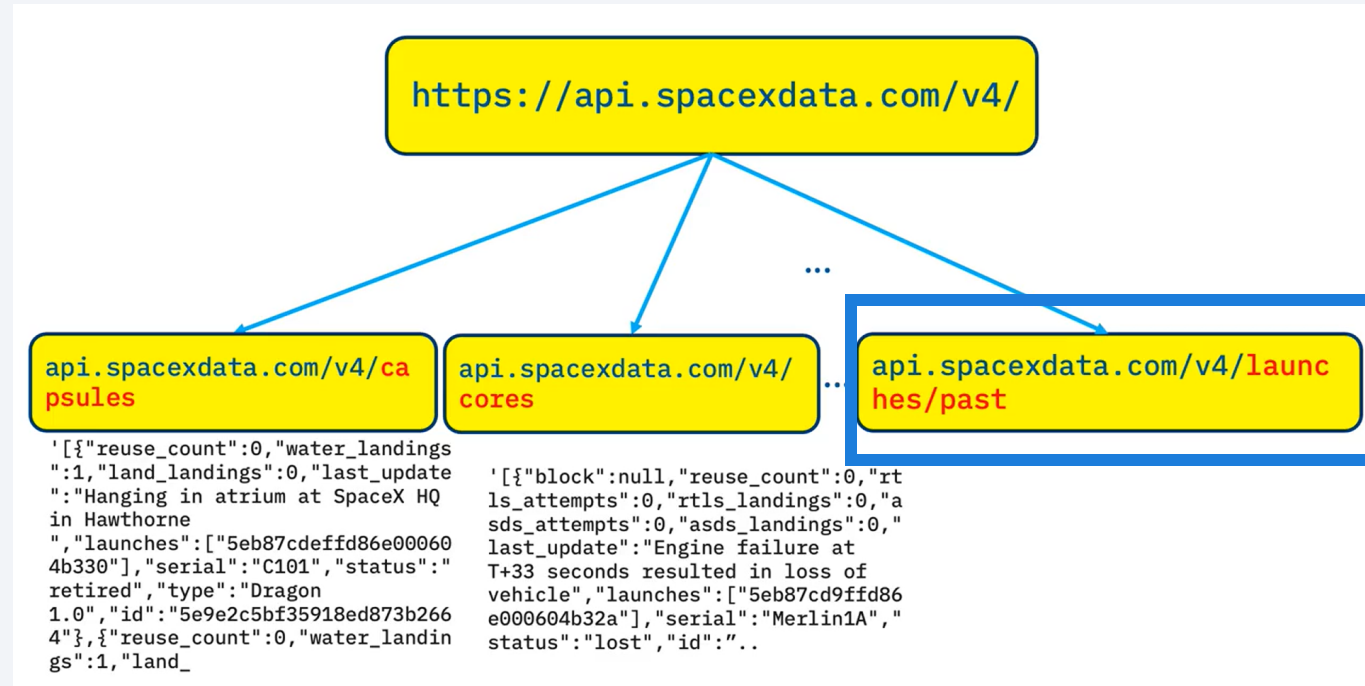 https://api.spacexdata.com/v4/
...
api.spacexdata.com/v4/ca
psules
api.spacexdata.com/v4/
cores
...
api.spacexdata.com/v4/launc
hes/past
'[{"reuse_count":0,"water_landings
":1,"land_landings":0,"last_update
":"Hanging in atrium at SpaceX HQ
in Hawthorne
","launches":["5eb87cdeffd86e00060
4b330"],"serial":"C101","status":"
retired","type":"Dragon
1.0","id":"5e9e2c5bf35918ed873b266
4"},{"reuse_count":0,"water_landin
gs":1,"land_
'[{"block":null,"reuse_count":0,"rt
ls_attempts":0,"rtls_landings":0,"a
sds_attempts":0,"asds_landings":0,"
last_update":"Engine failure at
T+33 seconds resulted in loss of
vehicle","launches":["5eb87cd9ffd86
e000604b32a"],"serial":"Merlin1A","
status":"lost","id":”..